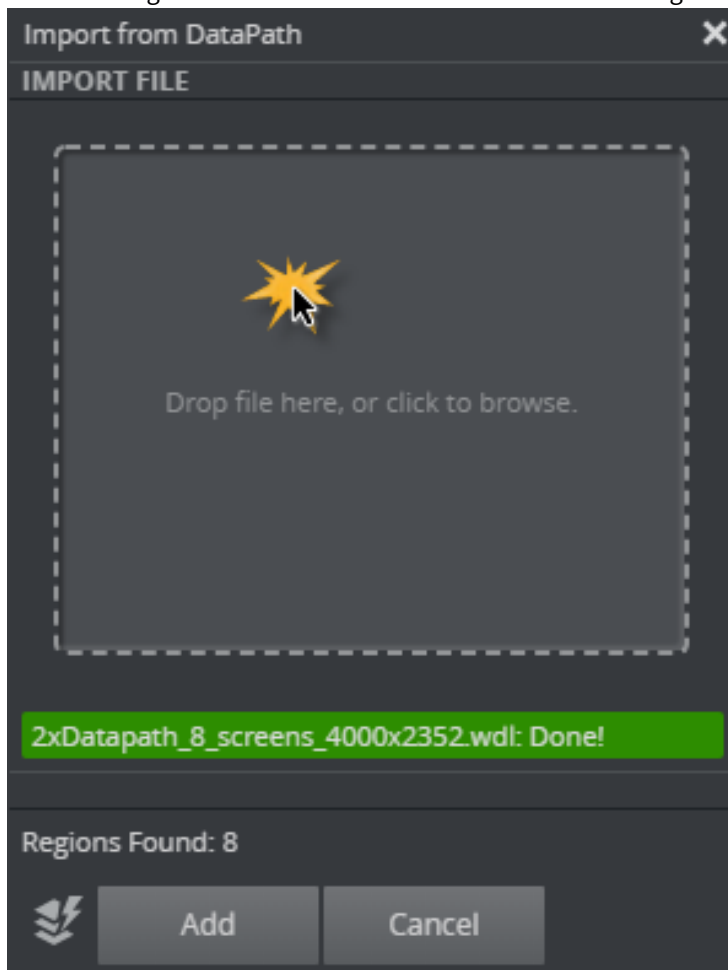 Import from DataPath
IMPORT FILE
Drop file here, or click to browse.
2xDatapath_8_screens_4000x2352.wdl: Done!
Regions Found: 8
Add Cancel